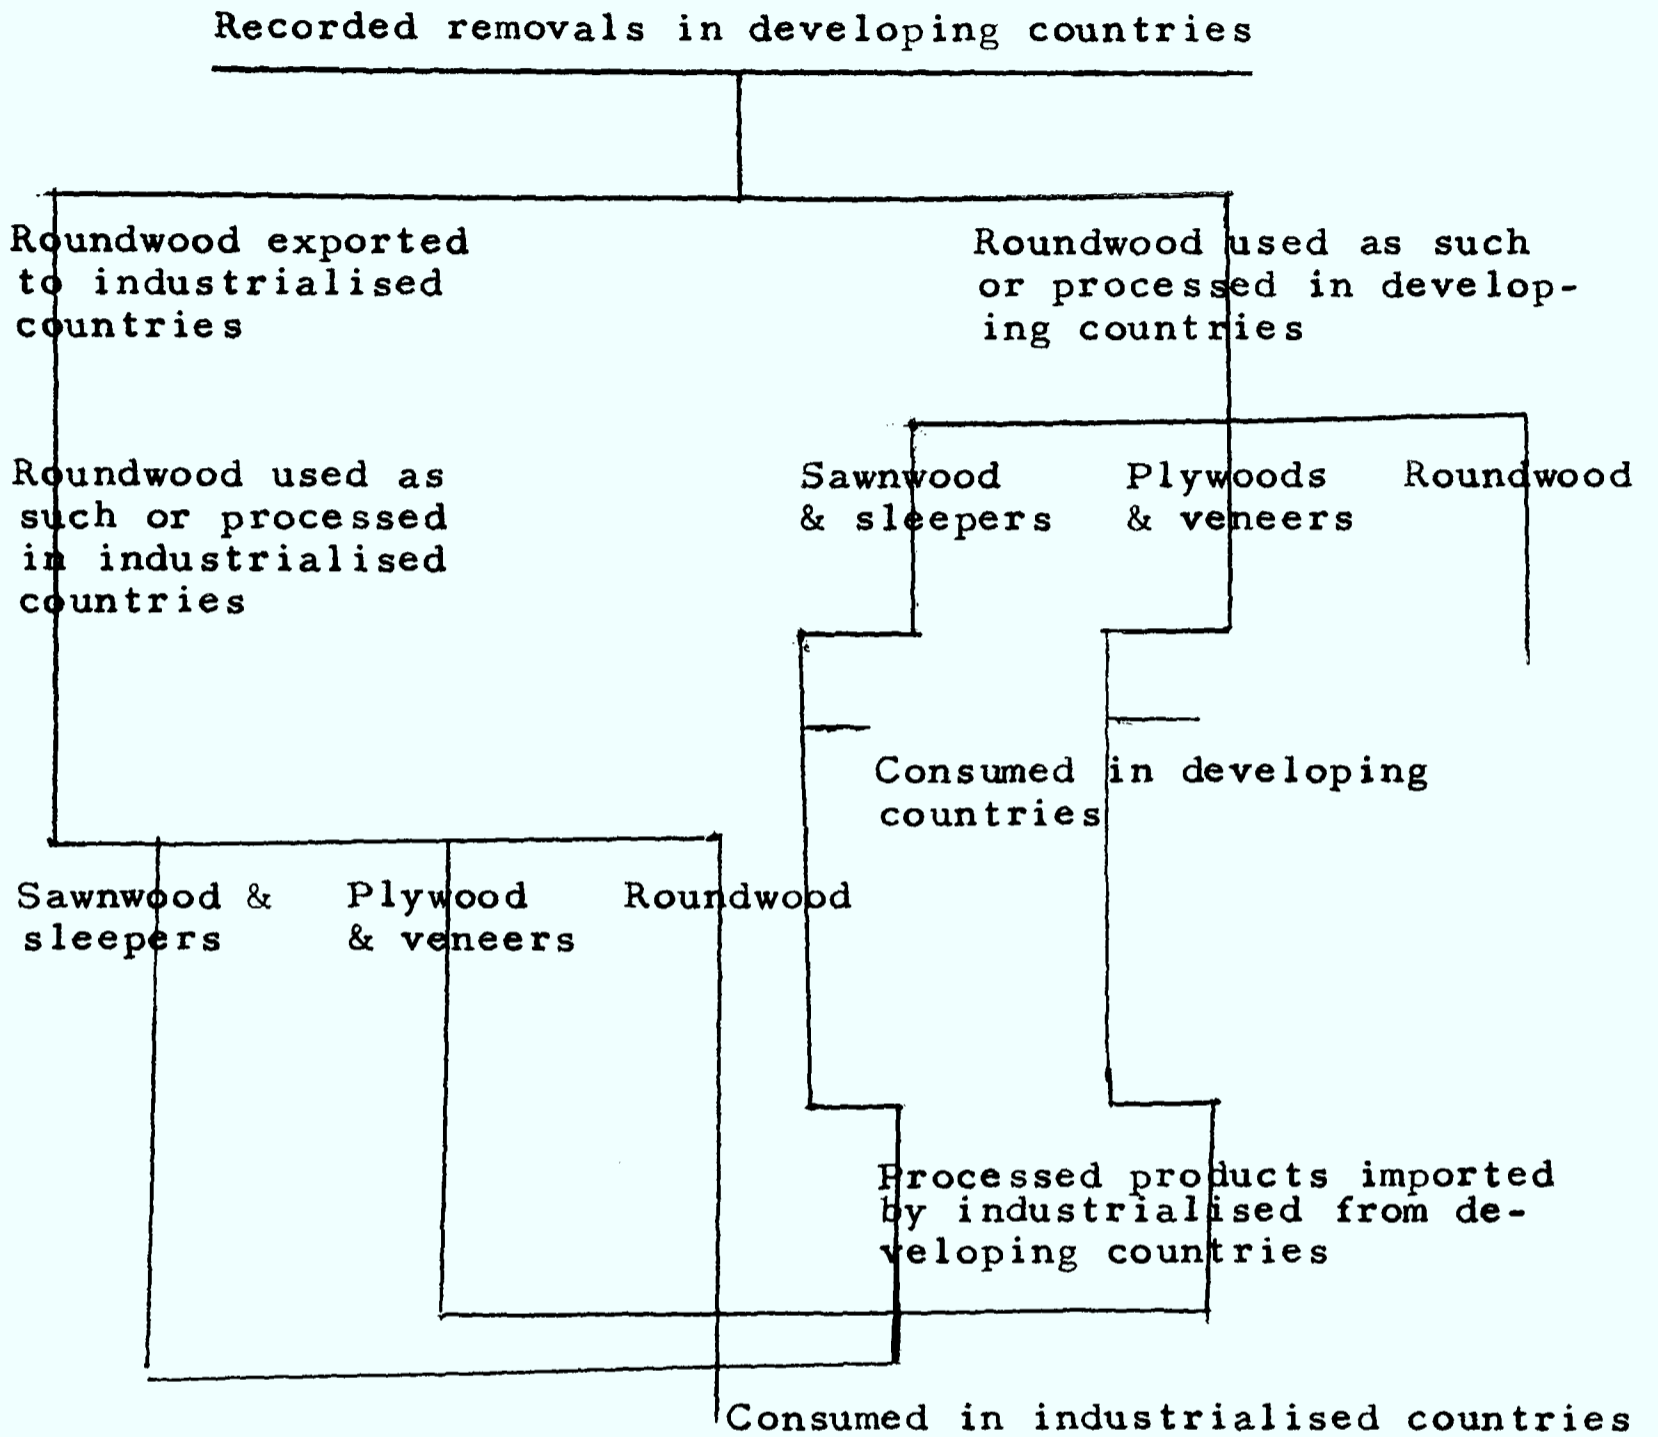 Recorded removals in developing countries
Roundwood exported
to industrialised
countries
Roundwood used as such
or processed in develop-
ing countries
Roundwood used as
such or processed
in industrialised
countries
Sawnwood
& sleepers
Plywoods
& veneers
Roundwood
Consumed in developing
countries
Sawnwood &
sleepers
Plywood
& veneers
Roundwood
Processed products imported
by industrialised from de-
veloping countries
Consumed in industrialised countries